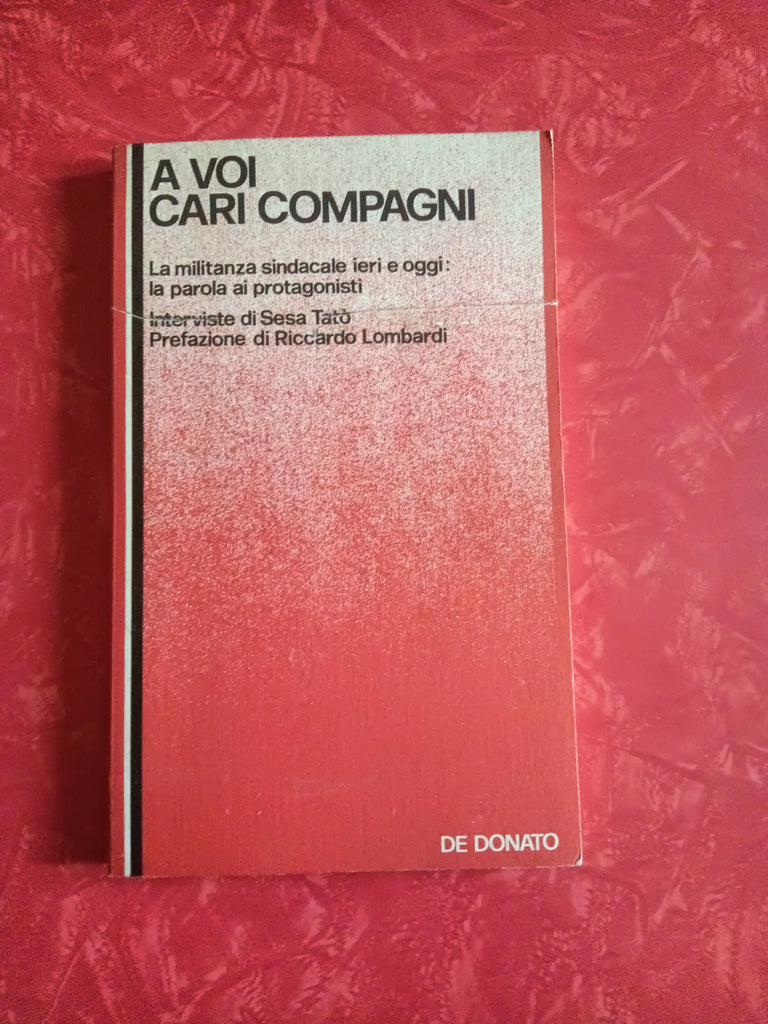 A VOI
CARI COMPAGNI
La militanza sindacale ieri e oggi:
la parola ai protagonisti
Interviste di Sesa Tatò
Prefazione di Riccardo Lombardi
DE DONATO